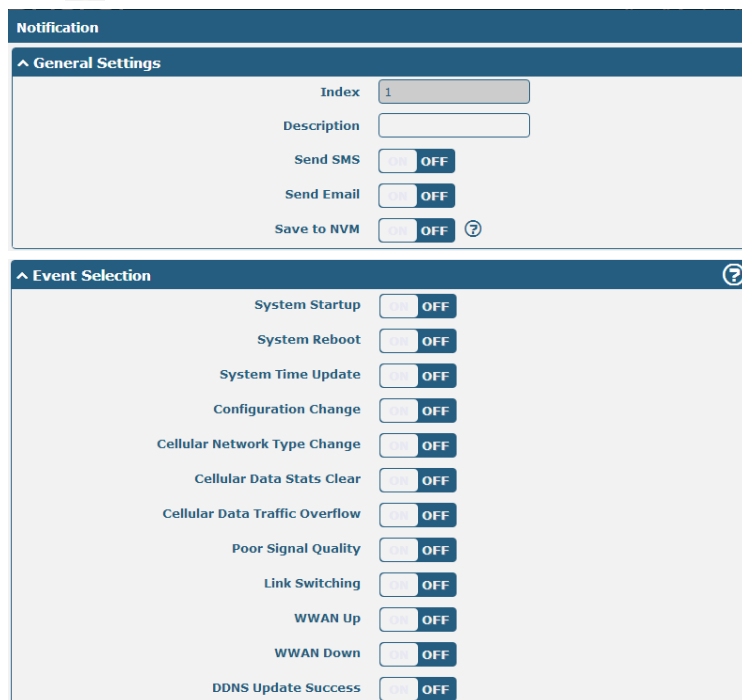 Notification
General Settings
Index 1
Description
Send SMS ON OFF
Send Email ON OFF
Save to NVM ON OFF ?
Event Selection ?
System Startup ON OFF
System Reboot ON OFF
System Time Update ON OFF
Configuration Change ON OFF
Cellular Network Type Change ON OFF
Cellular Data Stats Clear ON OFF
Cellular Data Traffic Overflow ON OFF
Poor Signal Quality ON OFF
Link Switching ON OFF
WWAN Up ON OFF
WWAN Down ON OFF
DDNS Update Success ON OFF